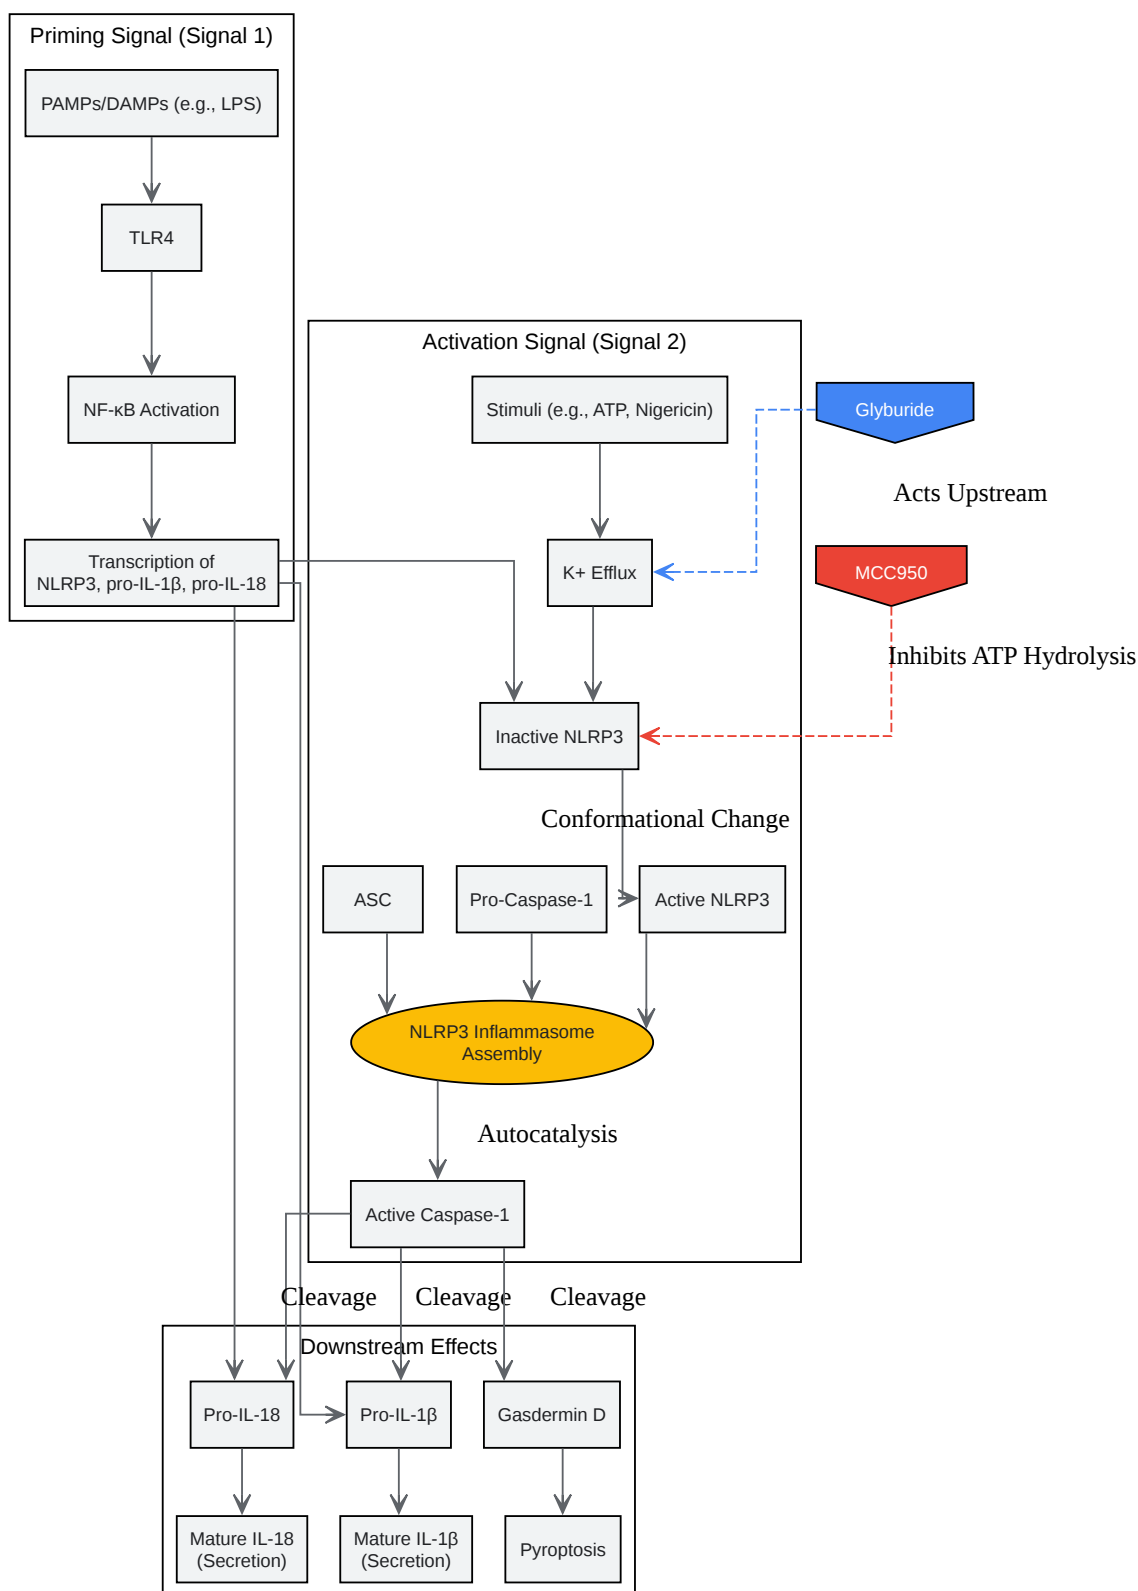 Priming Signal (Signal 1)
PAMPs/DAMPs (e.g., LPS)
TLR4
NF-κB Activation
Transcription of
NLRP3, pro-IL-1β, pro-IL-18
Activation Signal (Signal 2)
Stimuli (e.g., ATP, Nigericin)
Glyburide
Acts Upstream
K+ Efflux
MCC950
Inhibits ATP Hydrolysis
Inactive NLRP3
Conformational Change
ASC
Pro-Caspase-1
Active NLRP3
NLRP3 Inflammasome
Assembly
Autocatalysis
Active Caspase-1
Cleavage
Cleavage
Cleavage
Downstream Effects
Pro-IL-18
Pro-IL-1β
Gasdermin D
Mature IL-18
(Secretion)
Mature IL-1β
(Secretion)
Pyroptosis